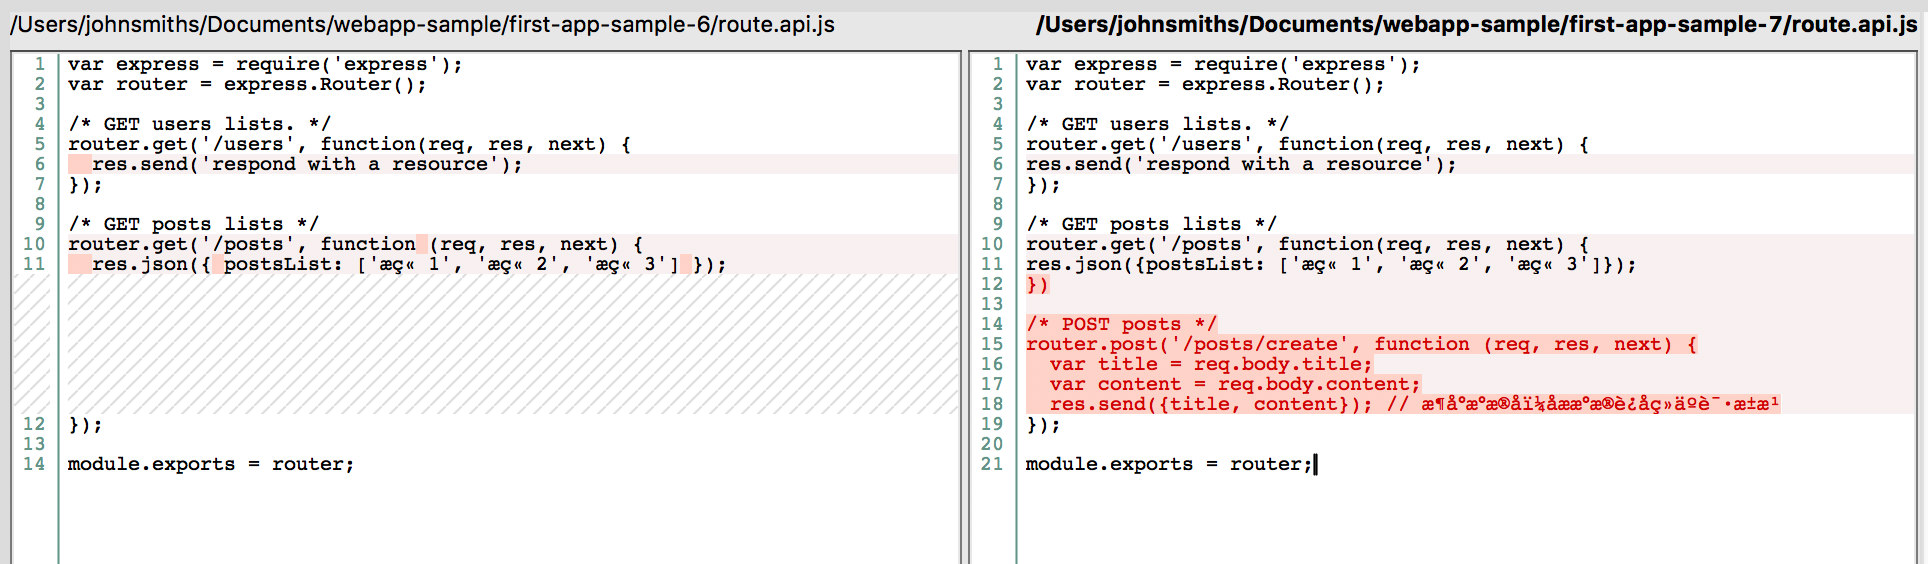 /Users/johnsmiths/Documents/webapp-sample/first-app-sample-6/route.api.js
1 var express = require('express');
2 var router = express.Router();
3
4 /* GET users lists. */
5 router.get('/users', function(req, res, next) {
6   res.send('respond with a resource');
7 });
8
9 /* GET posts lists */
10 router.get('/posts', function (req, res, next) {
11   res.json({ postsList: ['æç« 1', 'æç« 2', 'æç« 3'] });
12 });
13
14 module.exports = router;
/Users/johnsmiths/Documents/webapp-sample/first-app-sample-7/route.api.js
1 var express = require('express');
2 var router = express.Router();
3
4 /* GET users lists. */
5 router.get('/users', function(req, res, next) {
6 res.send('respond with a resource');
7 });
8
9 /* GET posts lists */
10 router.get('/posts', function(req, res, next) {
11 res.json({postsList: ['æç« 1', 'æç« 2', 'æç« 3']});
12 })
13
14 /* POST posts */
15 router.post('/posts/create', function (req, res, next) {
16   var title = req.body.title;
17   var content = req.body.content;
18   res.send({title, content}); //
19 });
20
21 module.exports = router;